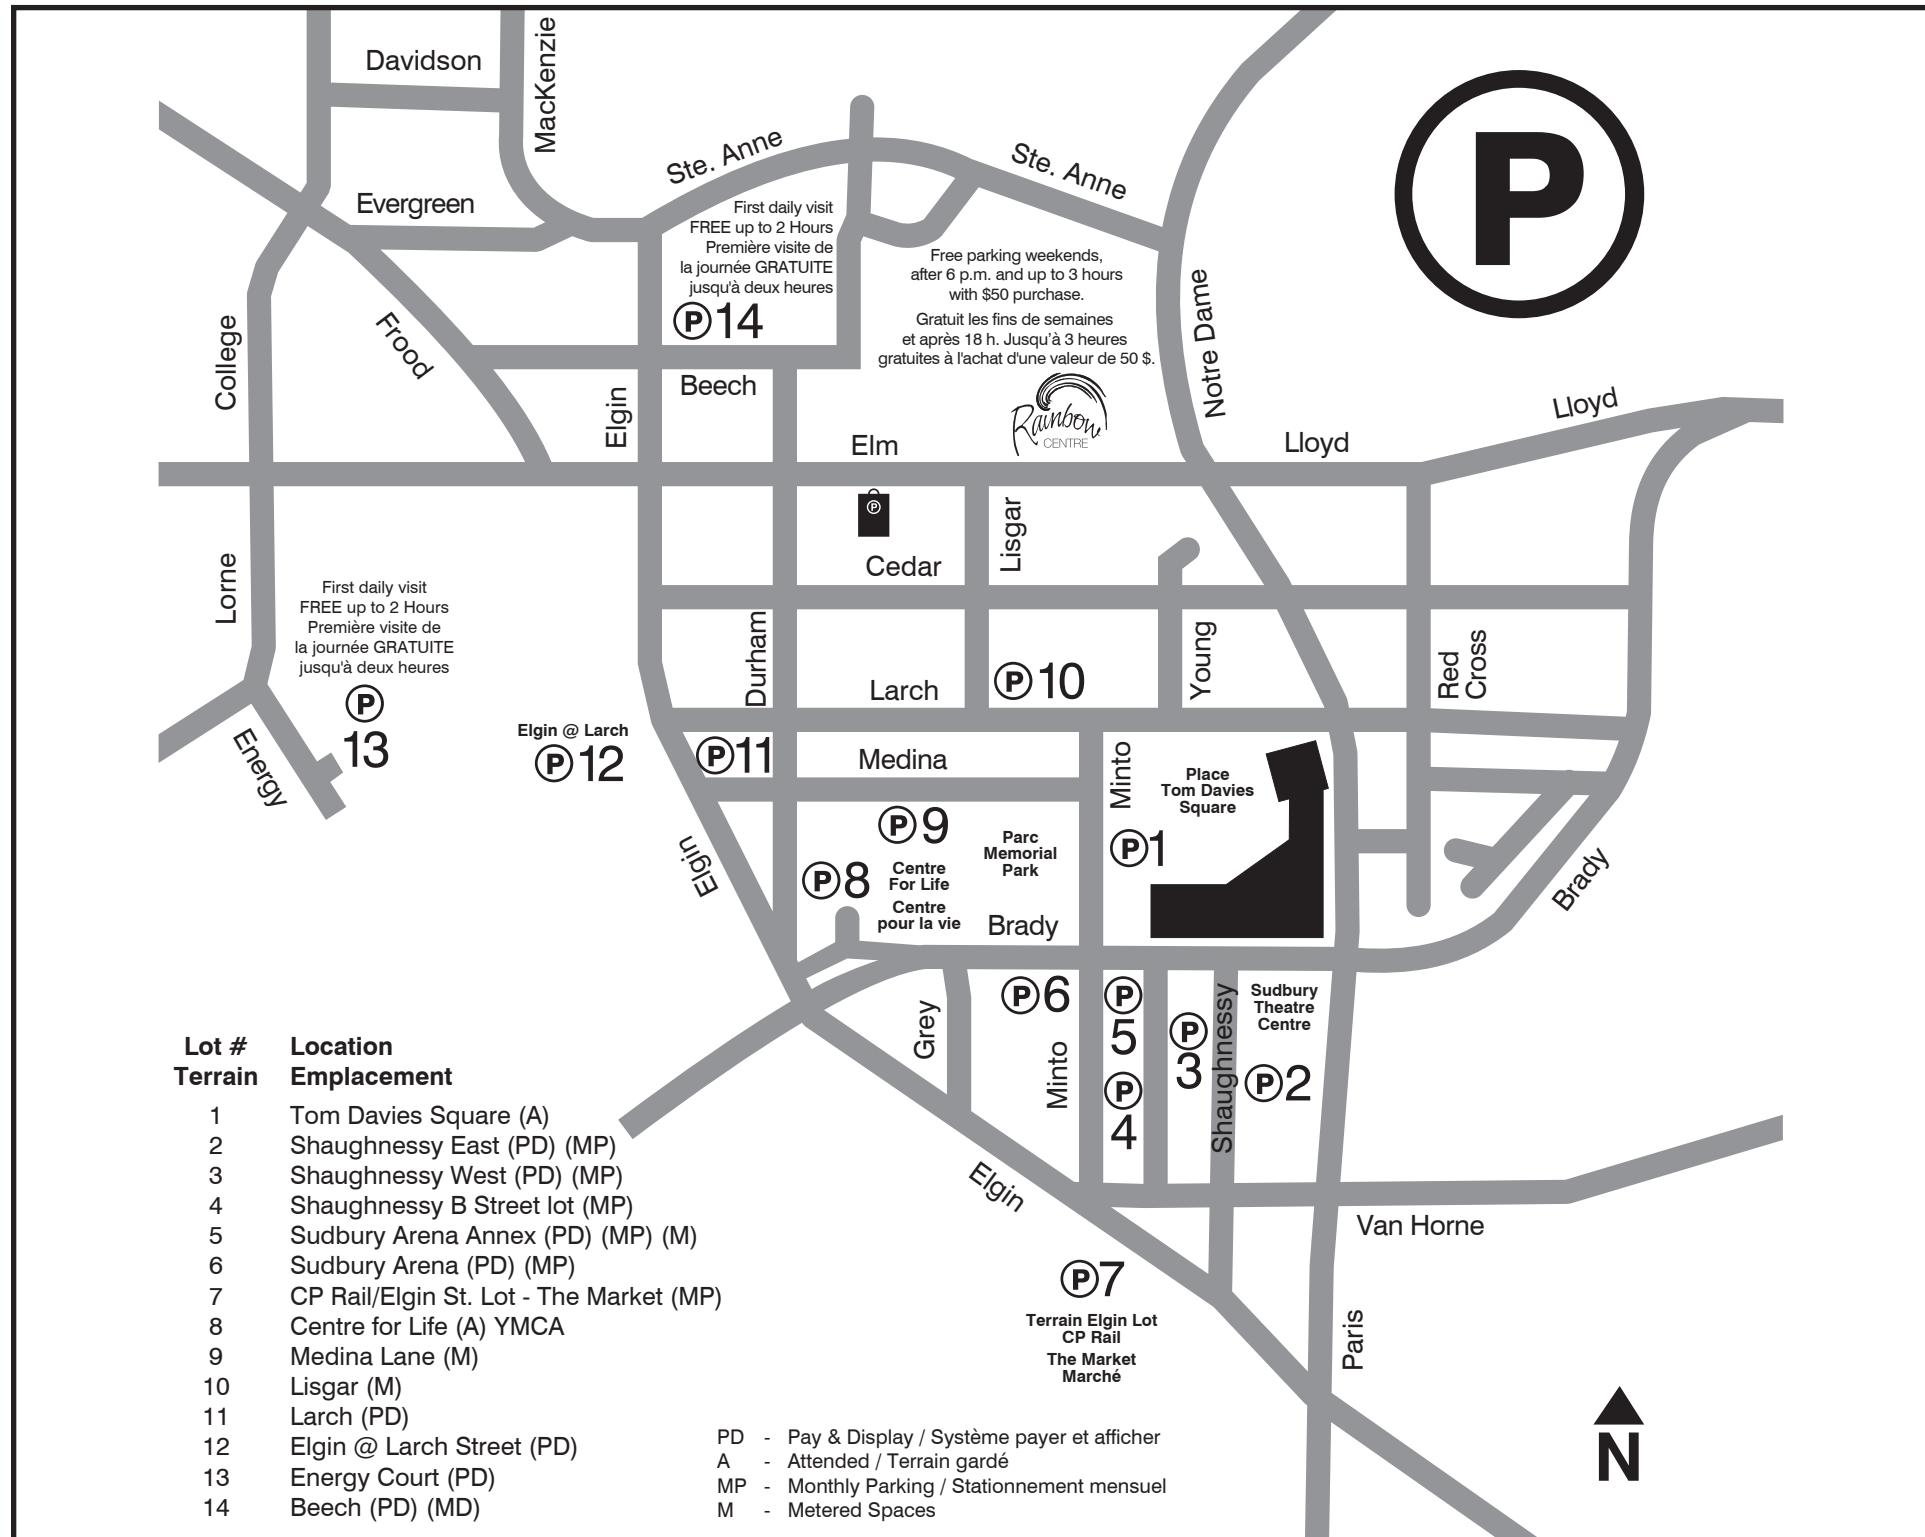 Davidson
MacKenzie
Ste. Anne
Ste. Anne
Evergreen
First daily visit
FREE up to 2 Hours
Première visite de
la journée GRATUITE
jusqu'à deux heures
P 14
Free parking weekends,
after 6 p.m. and up to 3 hours
with $50 purchase.
Gratuit les fins de semaines
et après 18 h. Jusqu'à 3 heures
gratuites à l'achat d'une valeur de 50 $.
Rainbow
CENTRE
P
Notre Dame
College
Frood
Elgin
Beech
Elm
Lloyd
Lloyd
P
Cedar
Lisgar
Lorne
First daily visit
FREE up to 2 Hours
Première visite de
la journée GRATUITE
jusqu'à deux heures
P
13
Energy
Elgin @ Larch
P 12
Durham
Larch
P 10
Young
Red
Cross
P 11
Medina
Minto
Place
Tom Davies
Square
P 9
P 1
Parc
Memorial
Park
P 8
Centre
For Life
Centre
pour la vie
Elgin
Brady
Brady
P 6
P
5
P
4
P
3
Shaughnessy
Sudbury
Theatre
Centre
P 2
Grey
Minto
Elgin
Van Horne
P 7
Terrain Elgin Lot
CP Rail
The Market
Marché
Paris
N
Lot # Location
Terrain Emplacement
1 Tom Davies Square (A)
2 Shaughnessy East (PD) (MP)
3 Shaughnessy West (PD) (MP)
4 Shaughnessy B Street lot (MP)
5 Sudbury Arena Annex (PD) (MP) (M)
6 Sudbury Arena (PD) (MP)
7 CP Rail/Elgin St. Lot - The Market (MP)
8 Centre for Life (A) YMCA
9 Medina Lane (M)
10 Lisgar (M)
11 Larch (PD)
12 Elgin @ Larch Street (PD)
13 Energy Court (PD)
14 Beech (PD) (MD)
PD - Pay & Display / Système payer et afficher
A - Attended / Terrain gardé
MP - Monthly Parking / Stationnement mensuel
M - Metered Spaces